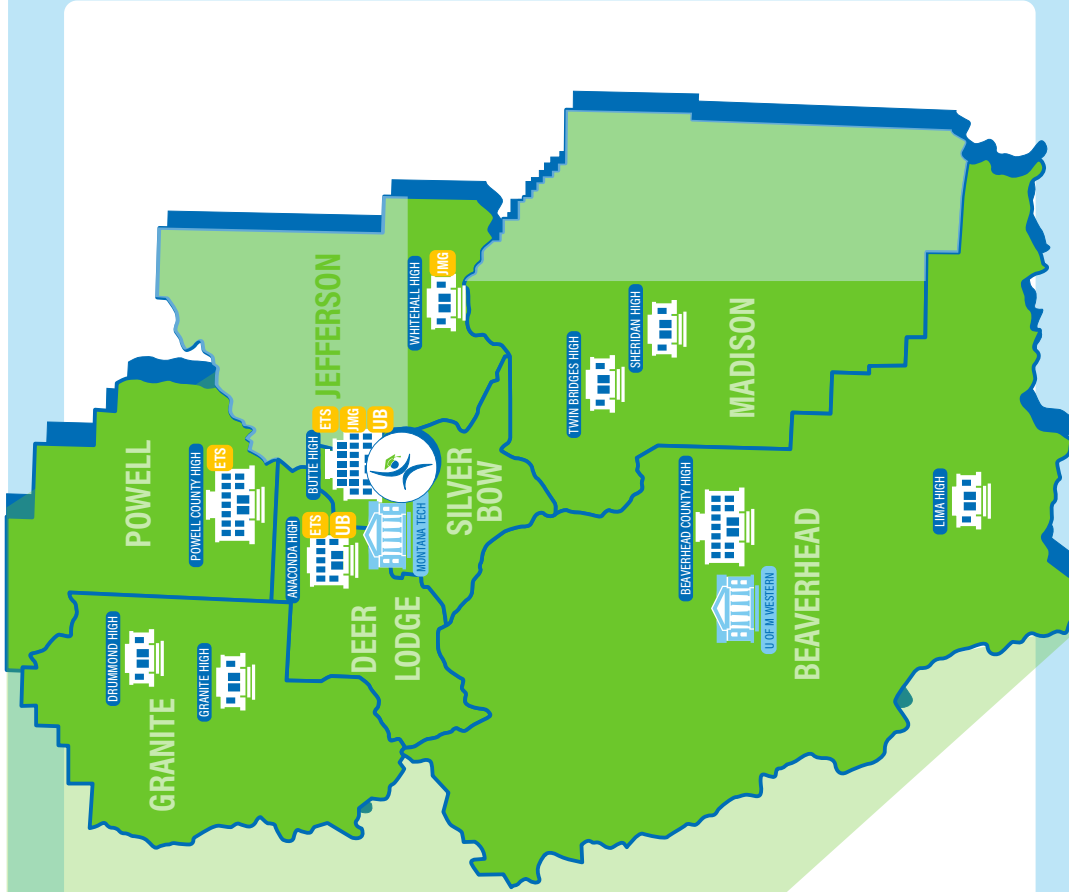 DRUMMOND HIGH
POWELL
GRANITE
POWELL COUNTY HIGH
ETS
GRANITE HIGH
ANACONDA HIGH
ETS
UB
BUTTE HIGH
ETS
JMG
UB
JEFFERSON
DEER
LODGE
WHITEHALL HIGH
JMG
MONTANA TECH
SILVER
BOW
TWIN BRIDGES HIGH
SHERIDAN HIGH
BEAVERHEAD COUNTY HIGH
MADISON
U OF M WESTERN
BEAVERHEAD
LIMA HIGH